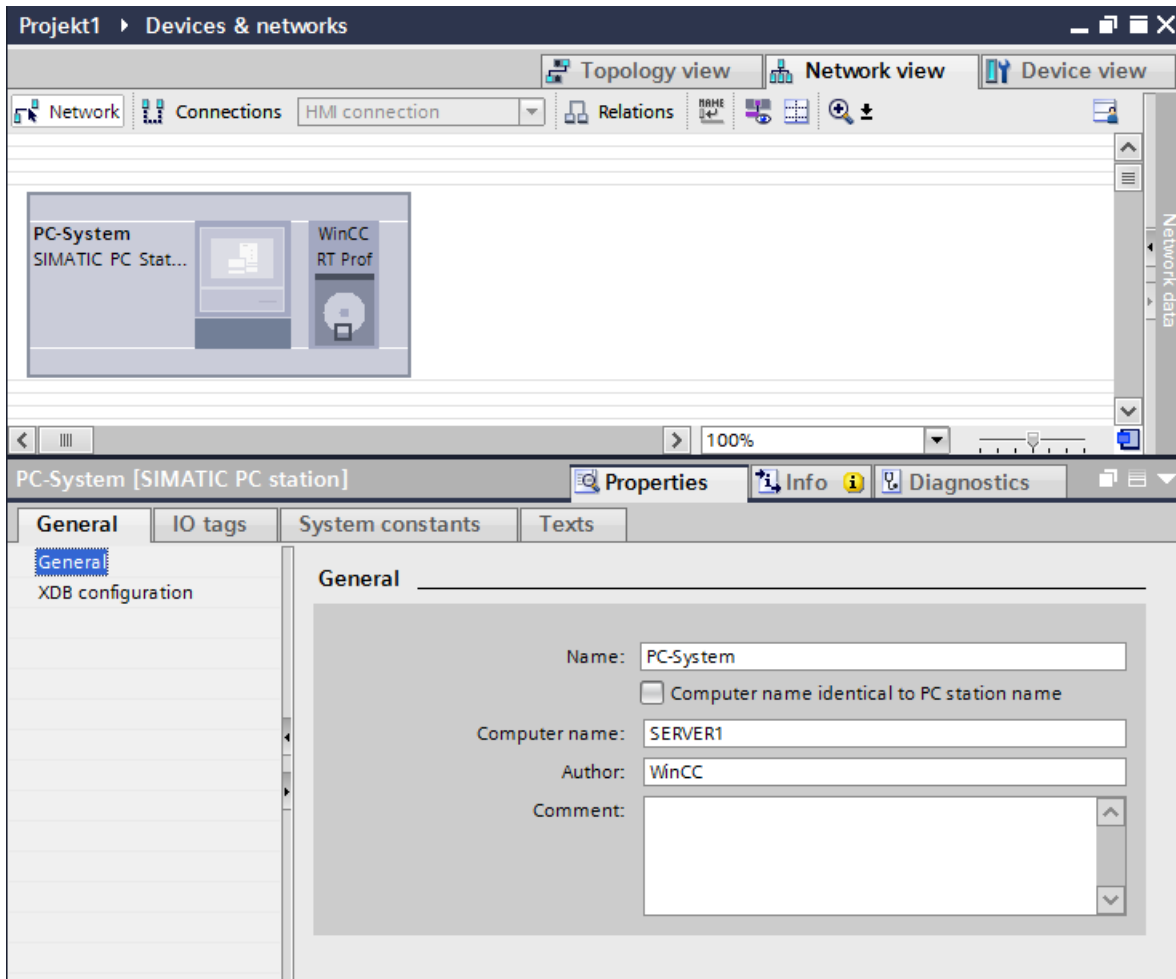 Projekt1 ▸ Devices & networks
Topology view
Network view
Device view
Network
Connections
HMI connection
Relations
NAME
PC-System
SIMATIC PC Stat...
WinCC
RT Prof
Network data
100%
PC-System [SIMATIC PC station]
Properties
Info
Diagnostics
General
IO tags
System constants
Texts
General
XDB configuration
General
Name: PC-System
Computer name identical to PC station name
Computer name: SERVER1
Author: WinCC
Comment: